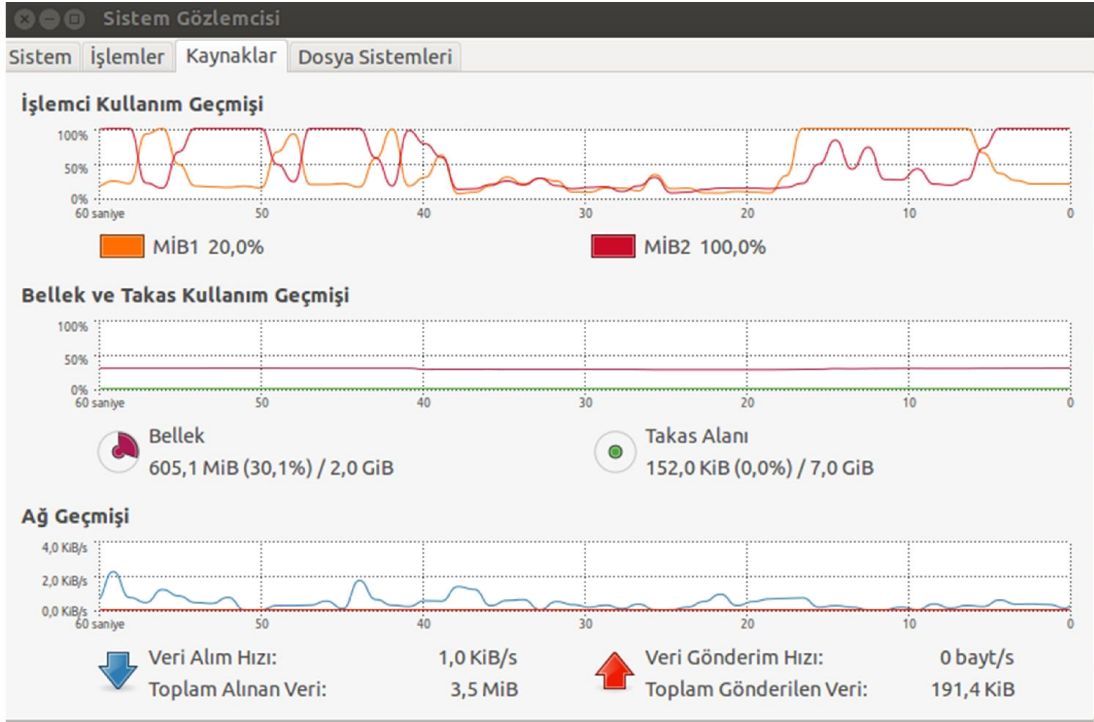 Sistem Gözlemcisi
Sistem İşlemler Kaynaklar Dosya Sistemleri
İşlemci Kullanım Geçmişi
100%
50%
0%
60 saniye 50 40 30 20 10 0
MİB1 20,0% MİB2 100,0%
Bellek ve Takas Kullanım Geçmişi
100%
50%
0%
60 saniye 50 40 30 20 10 0
Bellek Takas Alanı
605,1 MiB (30,1%) / 2,0 GiB 152,0 KiB (0,0%) / 7,0 GiB
Ağ Geçmişi
4,0 KiB/s
2,0 KiB/s
0,0 KiB/s
60 saniye 50 40 30 20 10 0
Veri Alım Hızı: 1,0 KiB/s Veri Gönderim Hızı: 0 bayt/s
Toplam Alınan Veri: 3,5 MiB Toplam Gönderilen Veri: 191,4 KiB